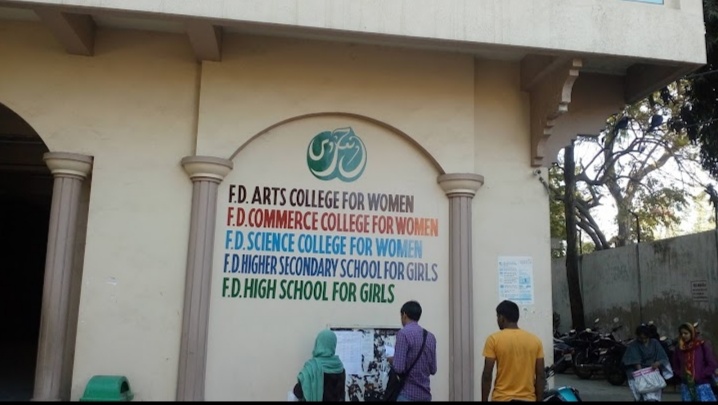 F.D. ARTS COLLEGE FOR WOMEN
F.D. COMMERCE COLLEGE FOR WOMEN
F.D. SCIENCE COLLEGE FOR WOMEN
F.D. HIGHER SECONDARY SCHOOL FOR GIRLS
F.D. HIGH SCHOOL FOR GIRLS